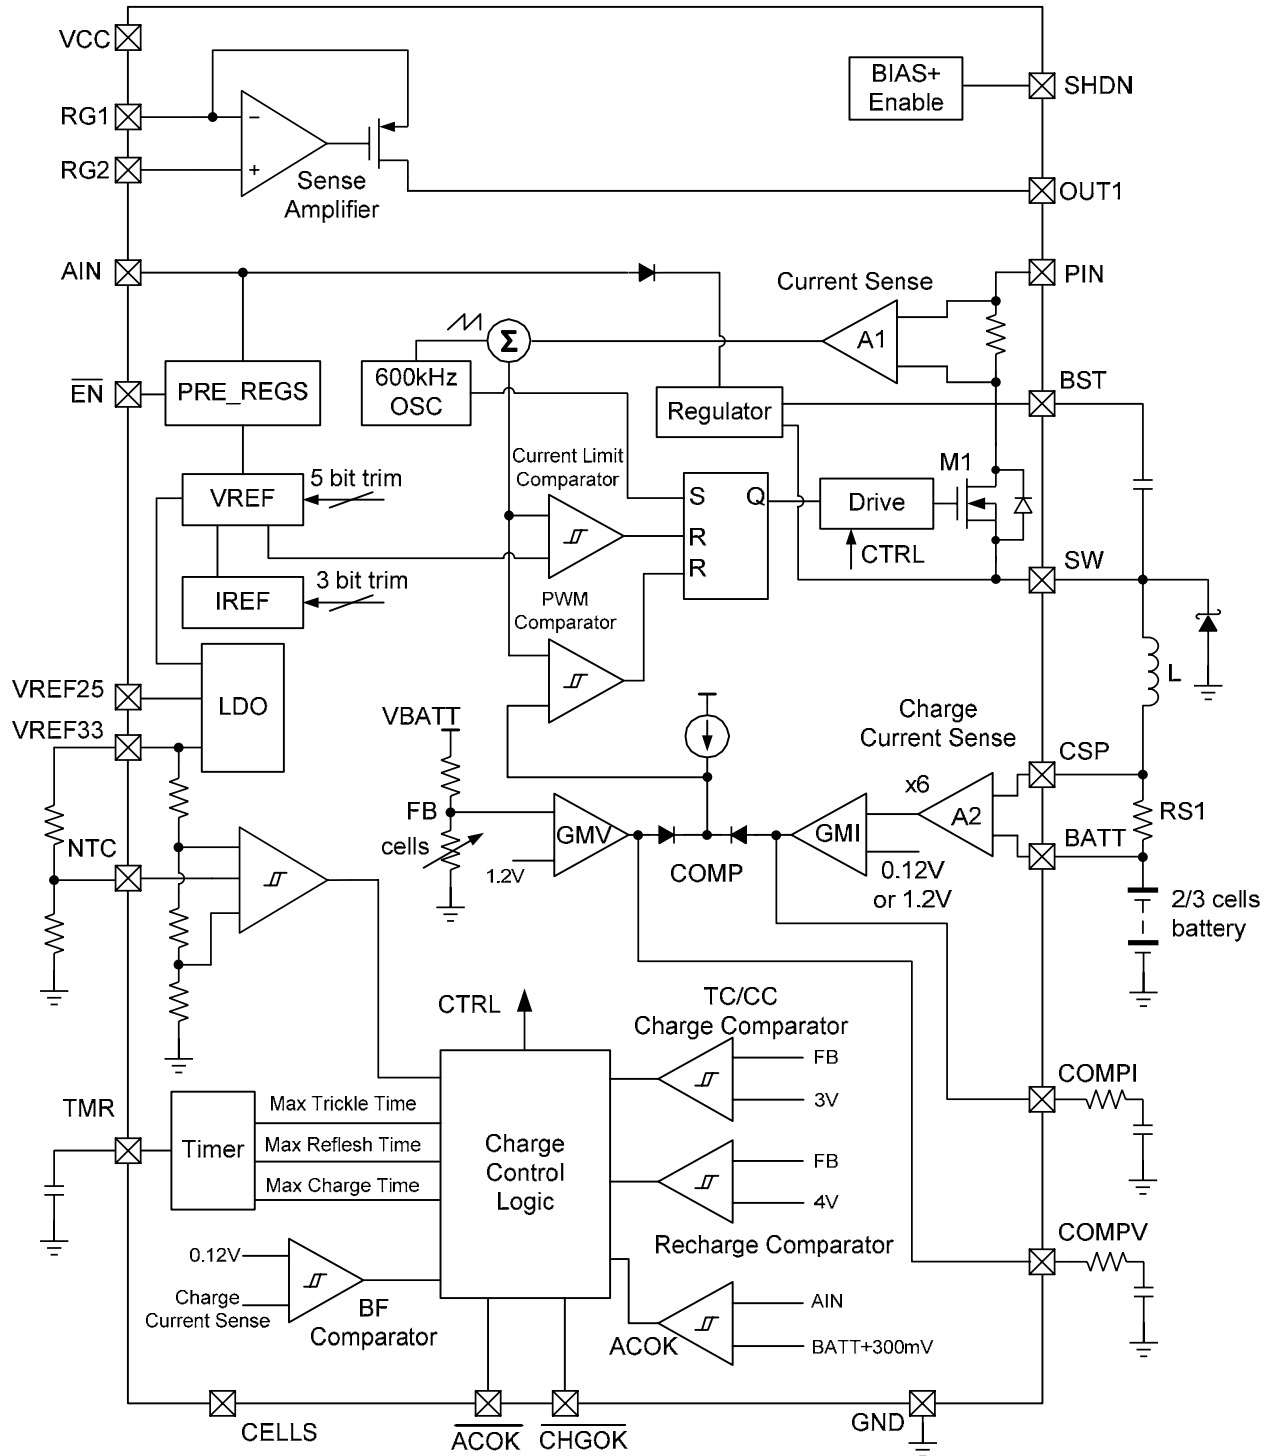 VCC
BIAS+
Enable
SHDN
RG1
−
RG2
+
Sense
Amplifier
OUT1
AIN
Current Sense
PIN
Σ
A1
EN
PRE_REGS
600kHz
OSC
Regulator
BST
5 bit trim
VREF
Current Limit
Comparator
M1
S
Q
Drive
R
CTRL
R
SW
3 bit trim
IREF
PWM
Comparator
L
VREF25
LDO
VREF33
VBATT
Charge
Current Sense
CSP
x6
RS1
FB
GMV
GMI
A2
BATT
NTC
cells
COMP
1.2V
0.12V
or 1.2V
2/3 cells
battery
CTRL
TC/CC
Charge Comparator
FB
3V
COMPI
TMR
Max Trickle Time
Timer
Max Reflesh Time
Max Charge Time
Charge
Control
Logic
FB
4V
Recharge Comparator
COMPV
0.12V
Charge
Current Sense
BF
Comparator
AIN
ACOK
BATT+300mV
CELLS
ACOK
CHGOK
GND